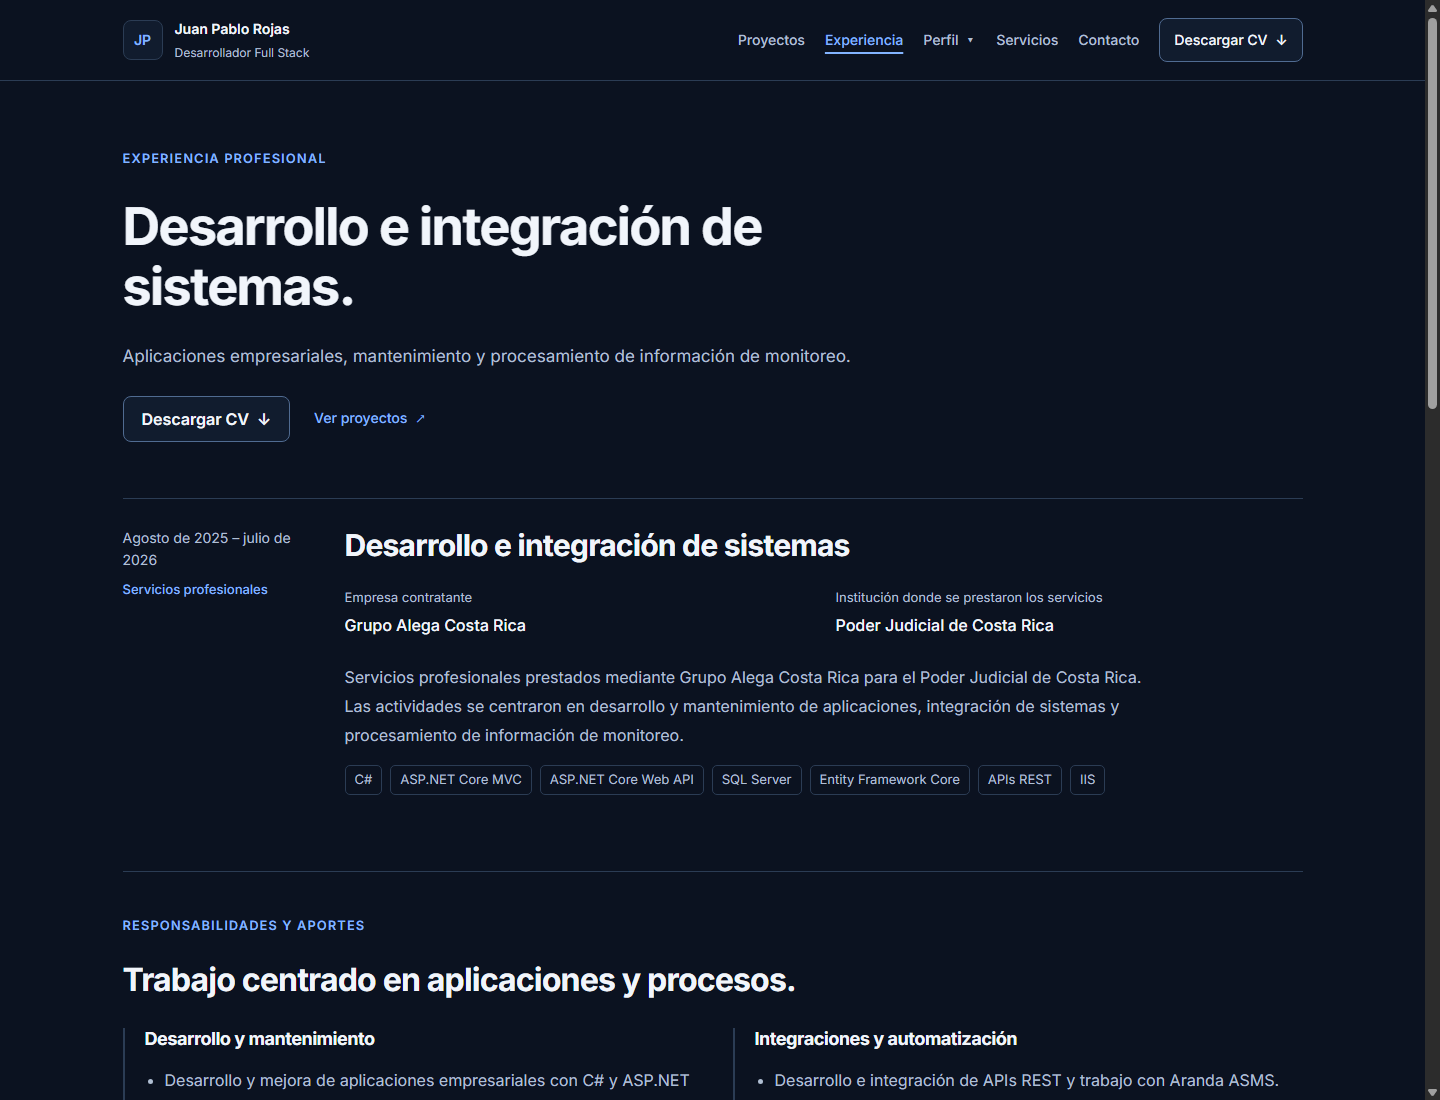 JP
Juan Pablo Rojas
Desarrollador Full Stack
Proyectos
Experiencia
Perfil ▾
Servicios
Contacto
Descargar CV ↓
EXPERIENCIA PROFESIONAL
Desarrollo e integración de
sistemas.
Aplicaciones empresariales, mantenimiento y procesamiento de información de monitoreo.
Descargar CV ↓
Ver proyectos ↗
Agosto de 2025 – julio de
2026
Servicios profesionales
Desarrollo e integración de sistemas
Empresa contratante
Grupo Alega Costa Rica
Institución donde se prestaron los servicios
Poder Judicial de Costa Rica
Servicios profesionales prestados mediante Grupo Alega Costa Rica para el Poder Judicial de Costa Rica.
Las actividades se centraron en desarrollo y mantenimiento de aplicaciones, integración de sistemas y
procesamiento de información de monitoreo.
C#
ASP.NET Core MVC
ASP.NET Core Web API
SQL Server
Entity Framework Core
APIs REST
IIS
RESPONSABILIDADES Y APORTES
Trabajo centrado en aplicaciones y procesos.
Desarrollo y mantenimiento
• Desarrollo y mejora de aplicaciones empresariales con C# y ASP.NET
Integraciones y automatización
• Desarrollo e integración de APIs REST y trabajo con Aranda ASMS.